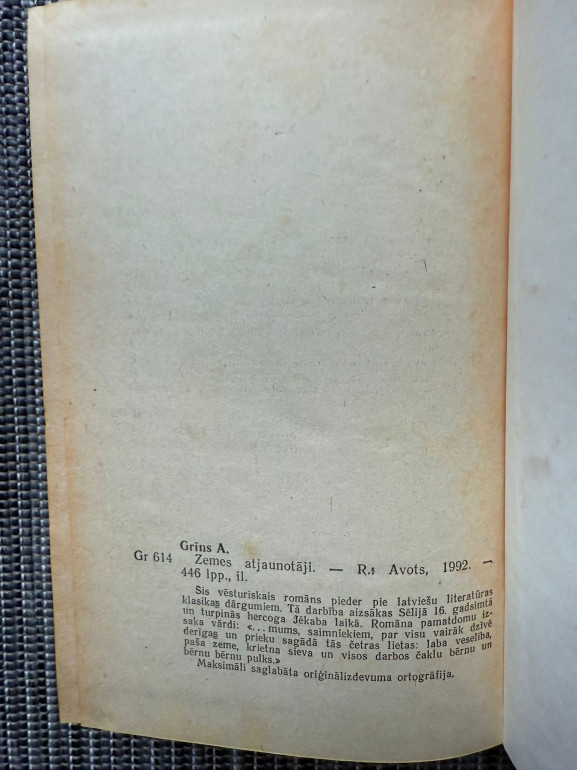 Grīns A.
Gr 614 Zemes atjaunotāji. — R.: Avots, 1992. —
446 lpp., il.
Šis vēsturiskais romāns pieder pie latviešu literatūras
klasikas dārgumiem. Tā darbība aizsākas Sēlijā 16. gadsimtā
un turpinās hercoga Jēkaba laikā. Romāna pamatdomu iz-
saka vārdi: «...mums, saimniekiem, par visu vairāk dzīvē
derīgas un prieku sagādā tās četras lietas: laba veselība,
paša zeme, krietna sieva un visos darbos čaklu bērnu un
bērnu bērnu pulks.»
Maksimāli saglabāta oriģinālizdevuma ortogrāfija.